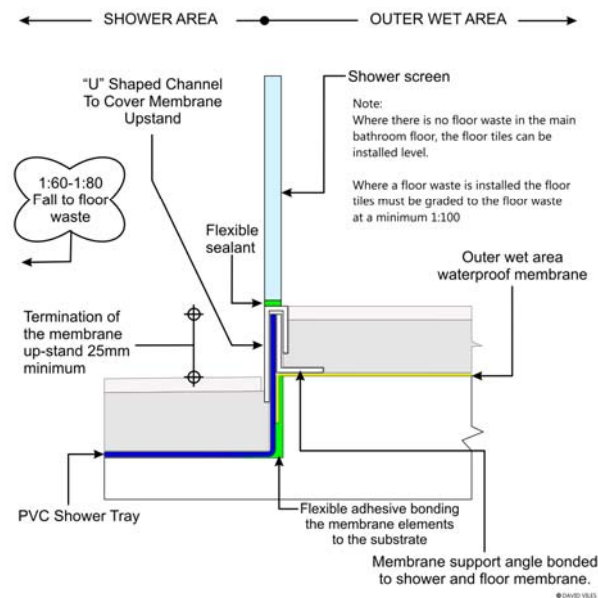 SHOWER AREA
OUTER WET AREA
“U” Shaped Channel
To Cover Membrane
Upstand
Shower screen
Note:
Where there is no floor waste in the main
bathroom floor, the floor tiles can be
installed level.
Where a floor waste is installed the floor
tiles must be graded to the floor waste
at a minimum 1:100
1:60-1:80
Fall to floor
waste
Flexible
sealant
Outer wet area
waterproof membrane
Termination of
the membrane
up-stand 25mm
minimum
PVC Shower Tray
Flexible adhesive bonding
the membrane elements
to the substrate
Membrane support angle bonded
to shower and floor membrane.
© DAVID VILES